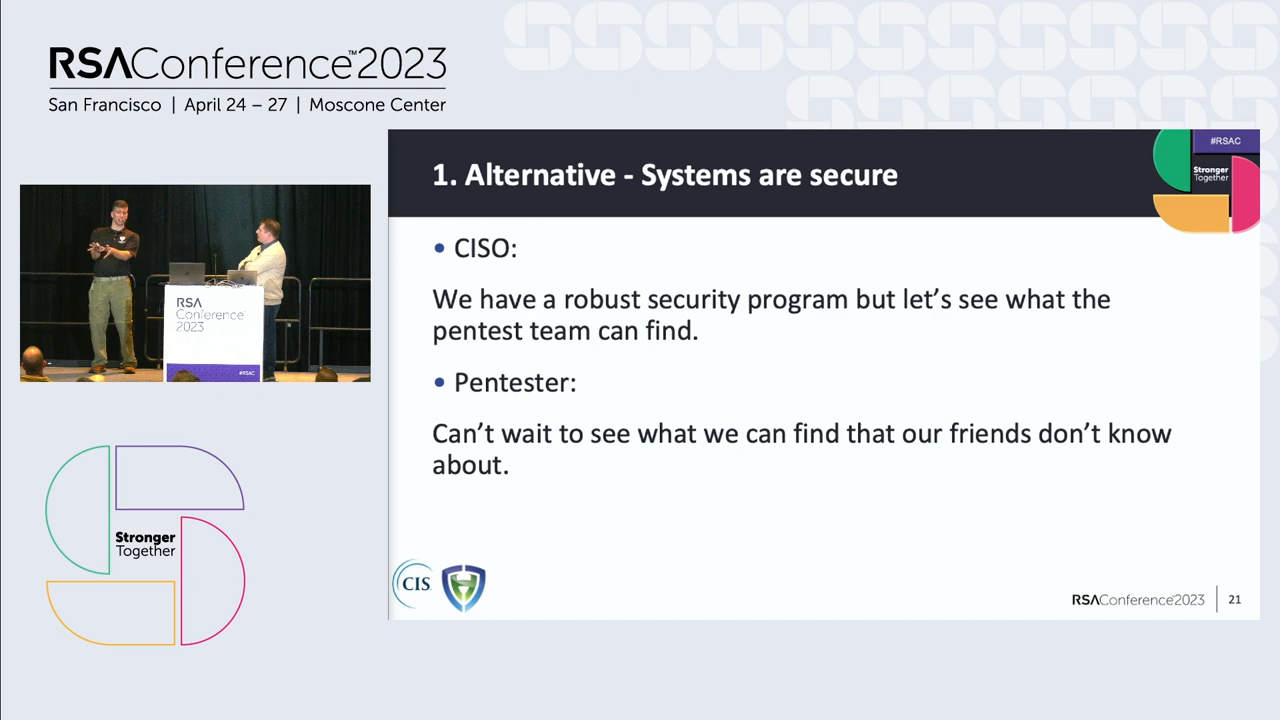 RSAConference™2023
San Francisco | April 24 – 27 | Moscone Center
#RSAC
1. Alternative - Systems are secure
Stronger
Together
• CISO:
We have a robust security program but let's see what the
pentest team can find.
• Pentester:
Can't wait to see what we can find that our friends don't know
about.
RSA
Conference
2023
#RSAC
Stronger
Together
CIS
RSAConference2023 | 21